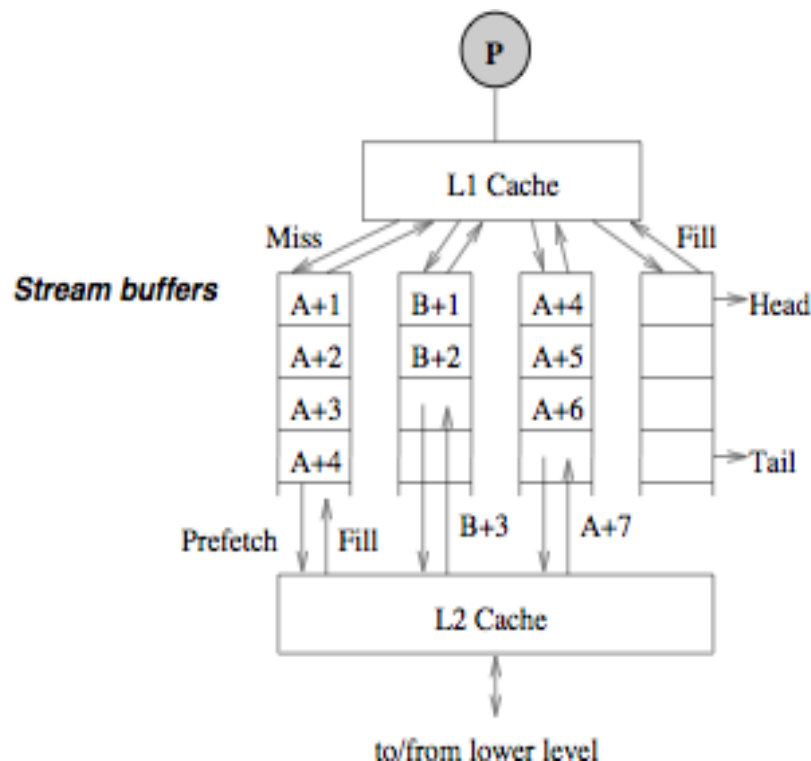 P
L1 Cache
Miss
Fill
Stream buffers
A+1
B+1
A+4
Head
A+2
B+2
A+5
A+3
A+6
A+4
Tail
Prefetch
Fill
B+3
A+7
L2 Cache
to/from lower level